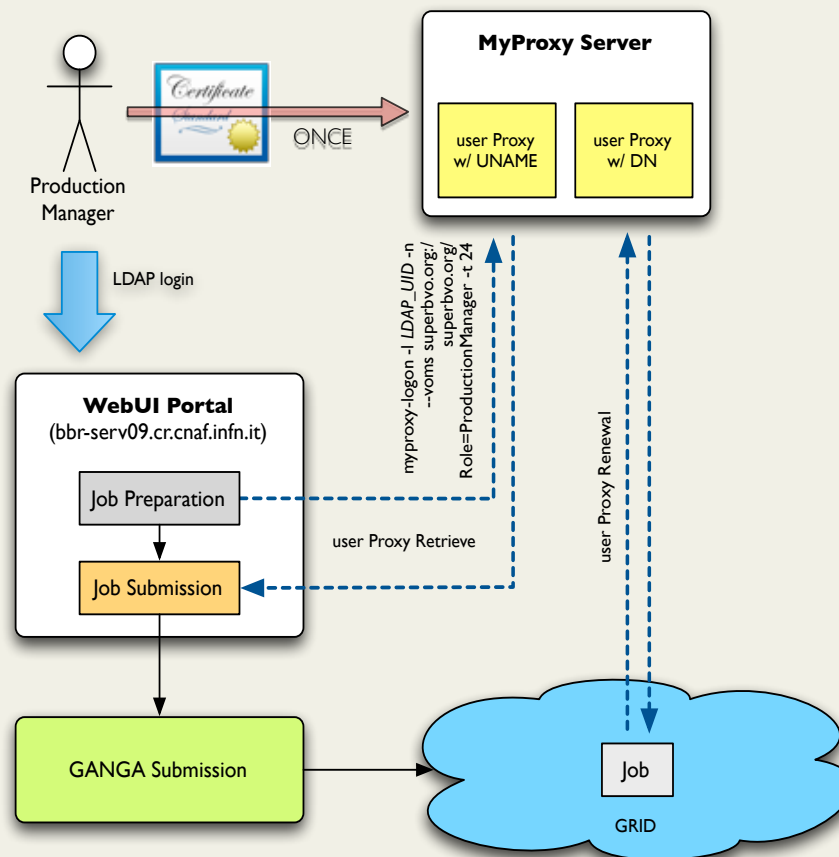 MyProxy Server
Certificate
Standard
ONCE
user Proxy
w/ UNAME
user Proxy
w/ DN
Production
Manager
LDAP login
myproxy-logon -l LDAP_UID -n
--voms superbvo.org:/
superbvo.org/
Role=ProductionManager -t 24
WebUI Portal
(bbr-serv09.cr.cnaf.infn.it)
Job Preparation
user Proxy Retrieve
Job Submission
user Proxy Renewal
GANGA Submission
Job
GRID